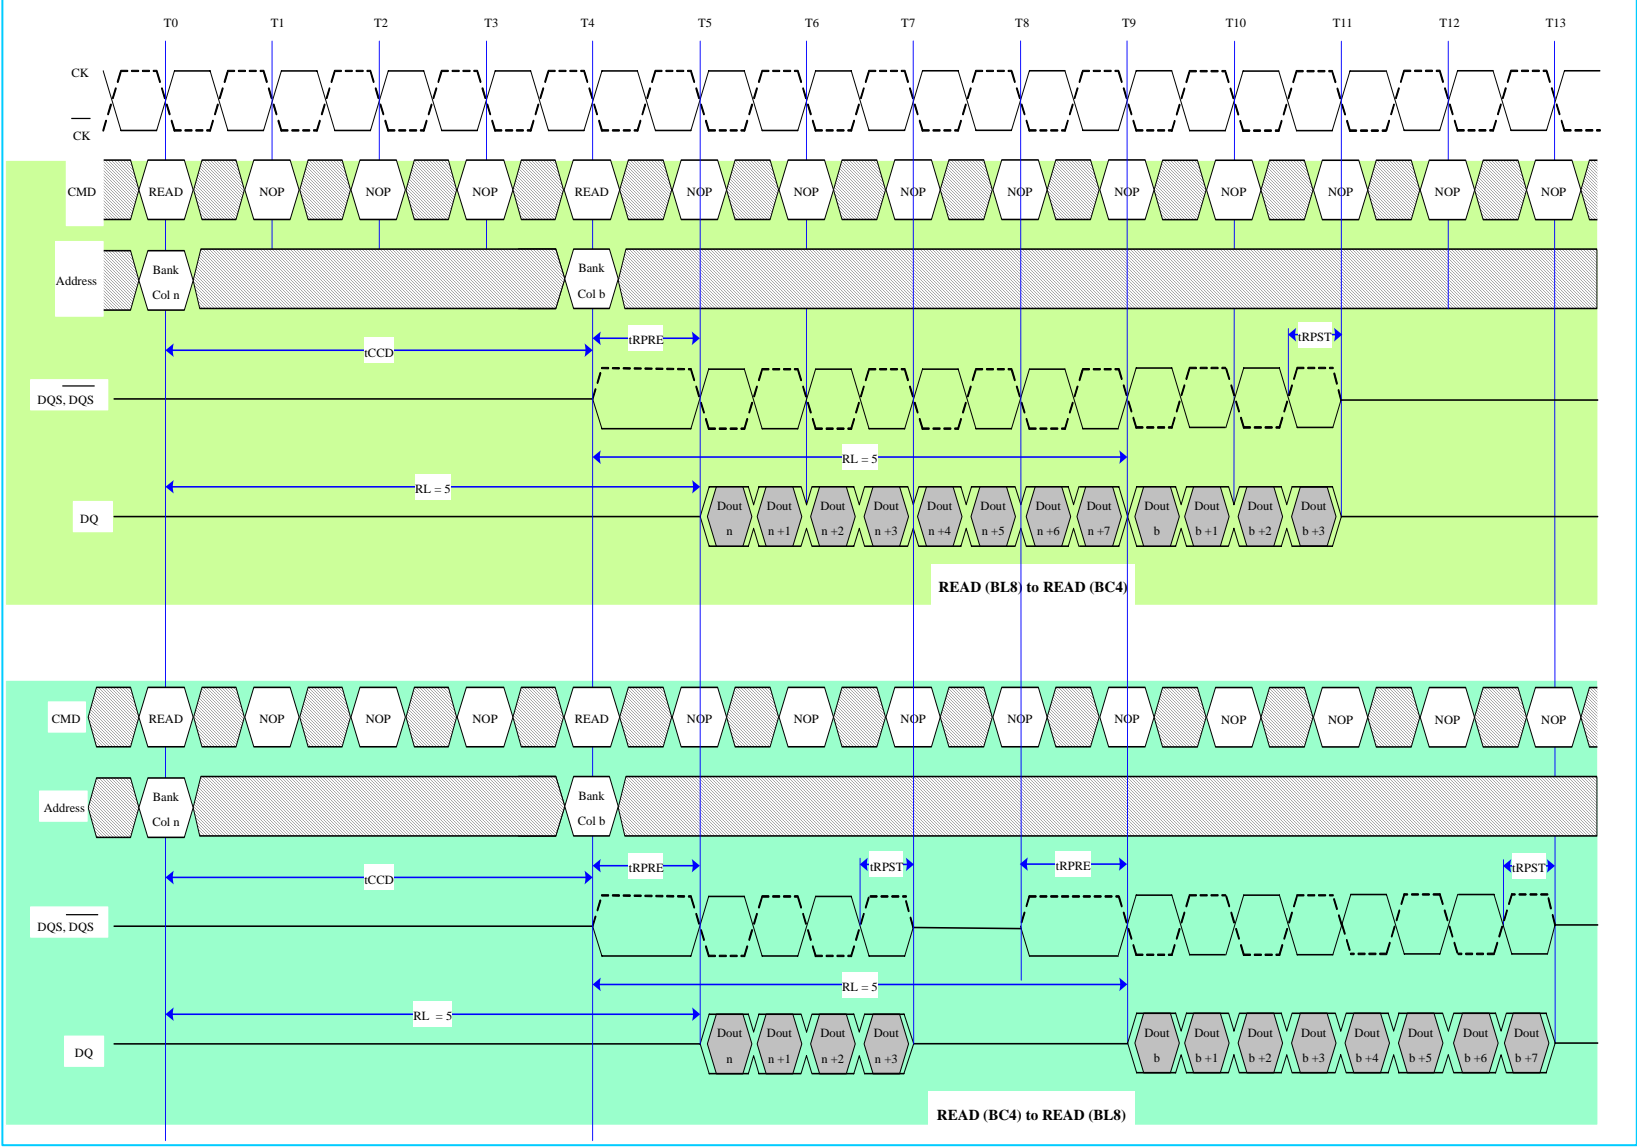 T0 T1 T2 T3 T4 T5 T6 T7 T8 T9 T10 T11 T12 T13
CK
CK
CMD READ NOP NOP NOP READ NOP NOP NOP NOP NOP NOP NOP NOP NOP
Bank Bank
Address
Col n Col b
tRPRE tRPST
tCCD
DQS, DQS
RL = 5
RL = 5
Dout Dout Dout Dout Dout Dout Dout Dout Dout Dout Dout Dout
DQ
n n +1 n +2 n +3 n +4 n +5 n +6 n +7 b b +1 b +2 b +3
READ (BL8) to READ (BC4)
CMD READ NOP NOP NOP READ NOP NOP NOP NOP NOP NOP NOP NOP NOP
Bank Bank
Address
Col n Col b
tRPRE tRPST tRPRE tRPST
tCCD
DQS, DQS
RL = 5
RL = 5
Dout Dout Dout Dout Dout Dout Dout Dout Dout Dout Dout Dout
DQ
n n +1 n +2 n +3 b b +1 b +2 b +3 b +4 b +5 b +6 b +7
READ (BC4) to READ (BL8)